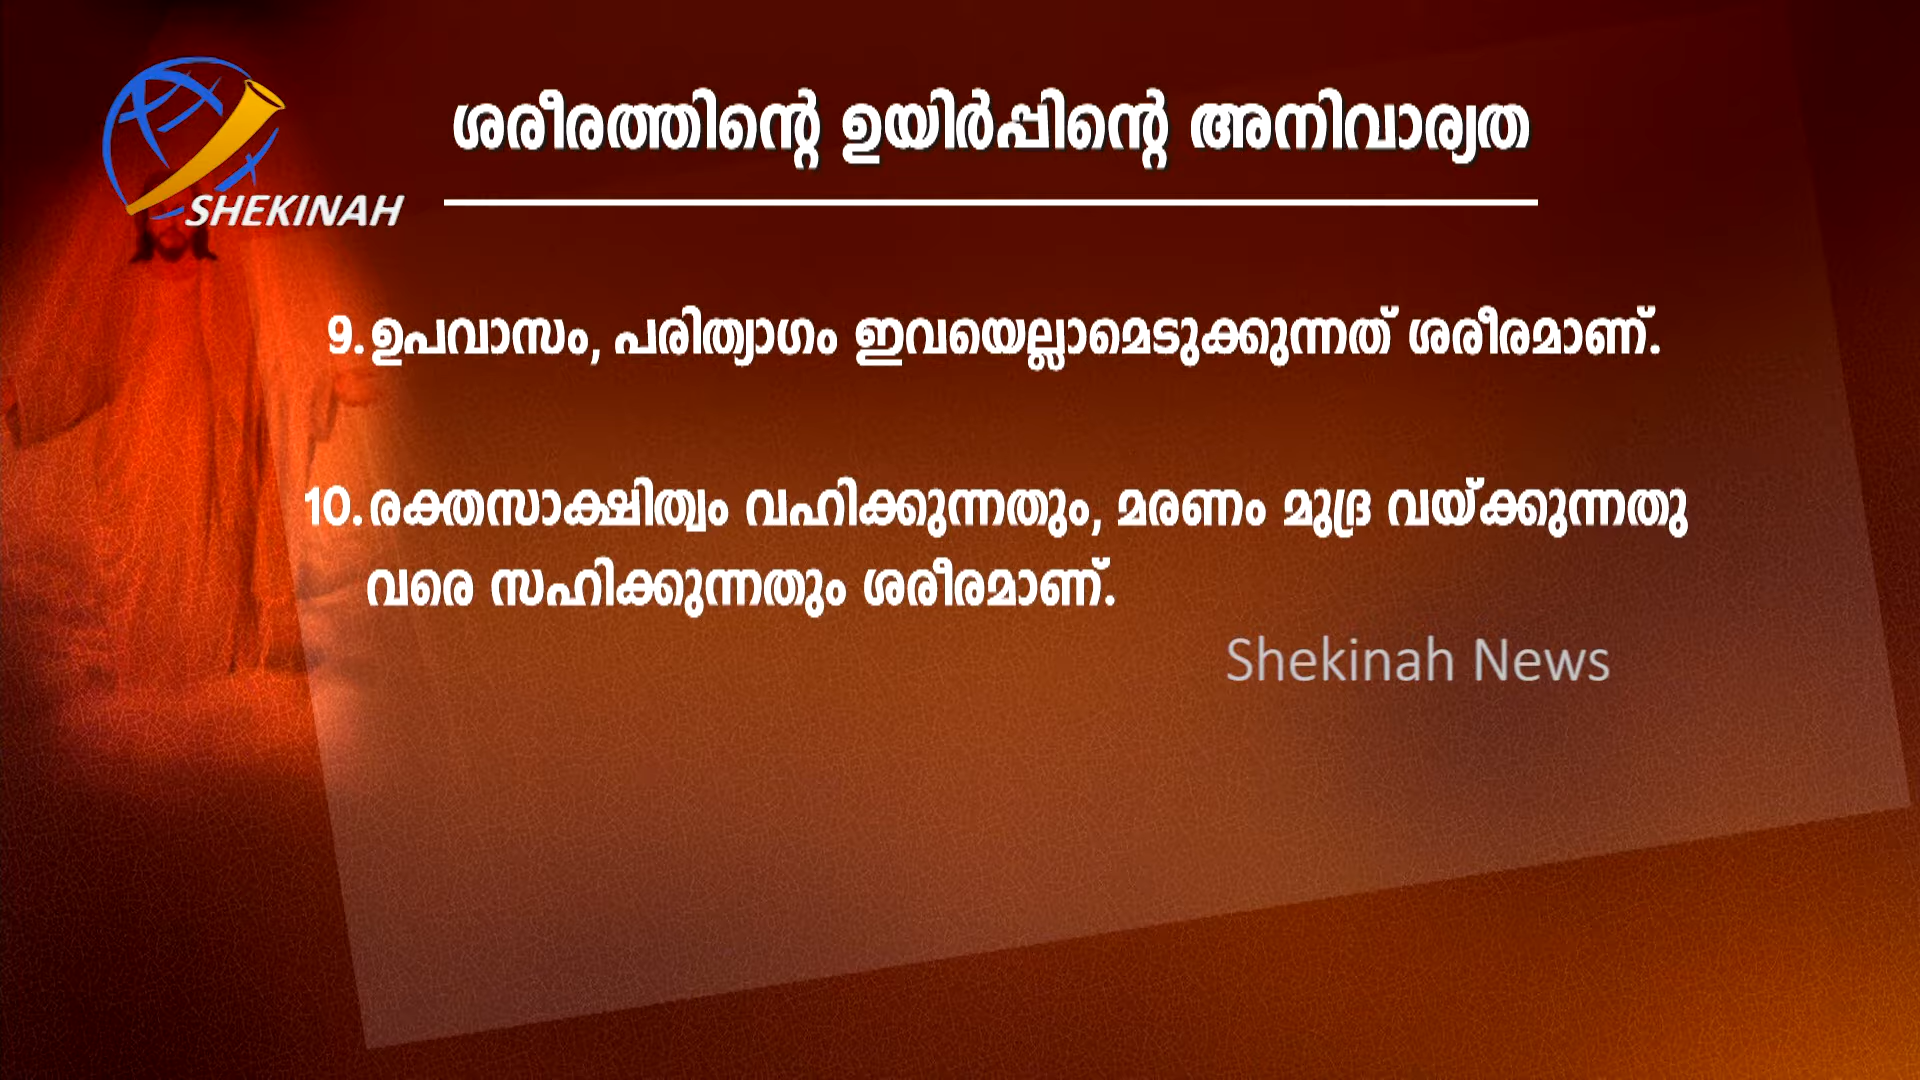 SHEKINAH
ശരീരത്തിന്റെ ഉയിർപ്പിന്റെ അനിവാര്യത
9. ഉപവാസം, പരിത്യാഗം ഇവയെല്ലാമെടുക്കുന്നത് ശരീരമാണ്.
10. രക്തസാക്ഷിത്വം വഹിക്കുന്നതും, മരണം മുദ്ര വയ്ക്കുന്നതു
വരെ സഹിക്കുന്നതും ശരീരമാണ്.
Shekinah News